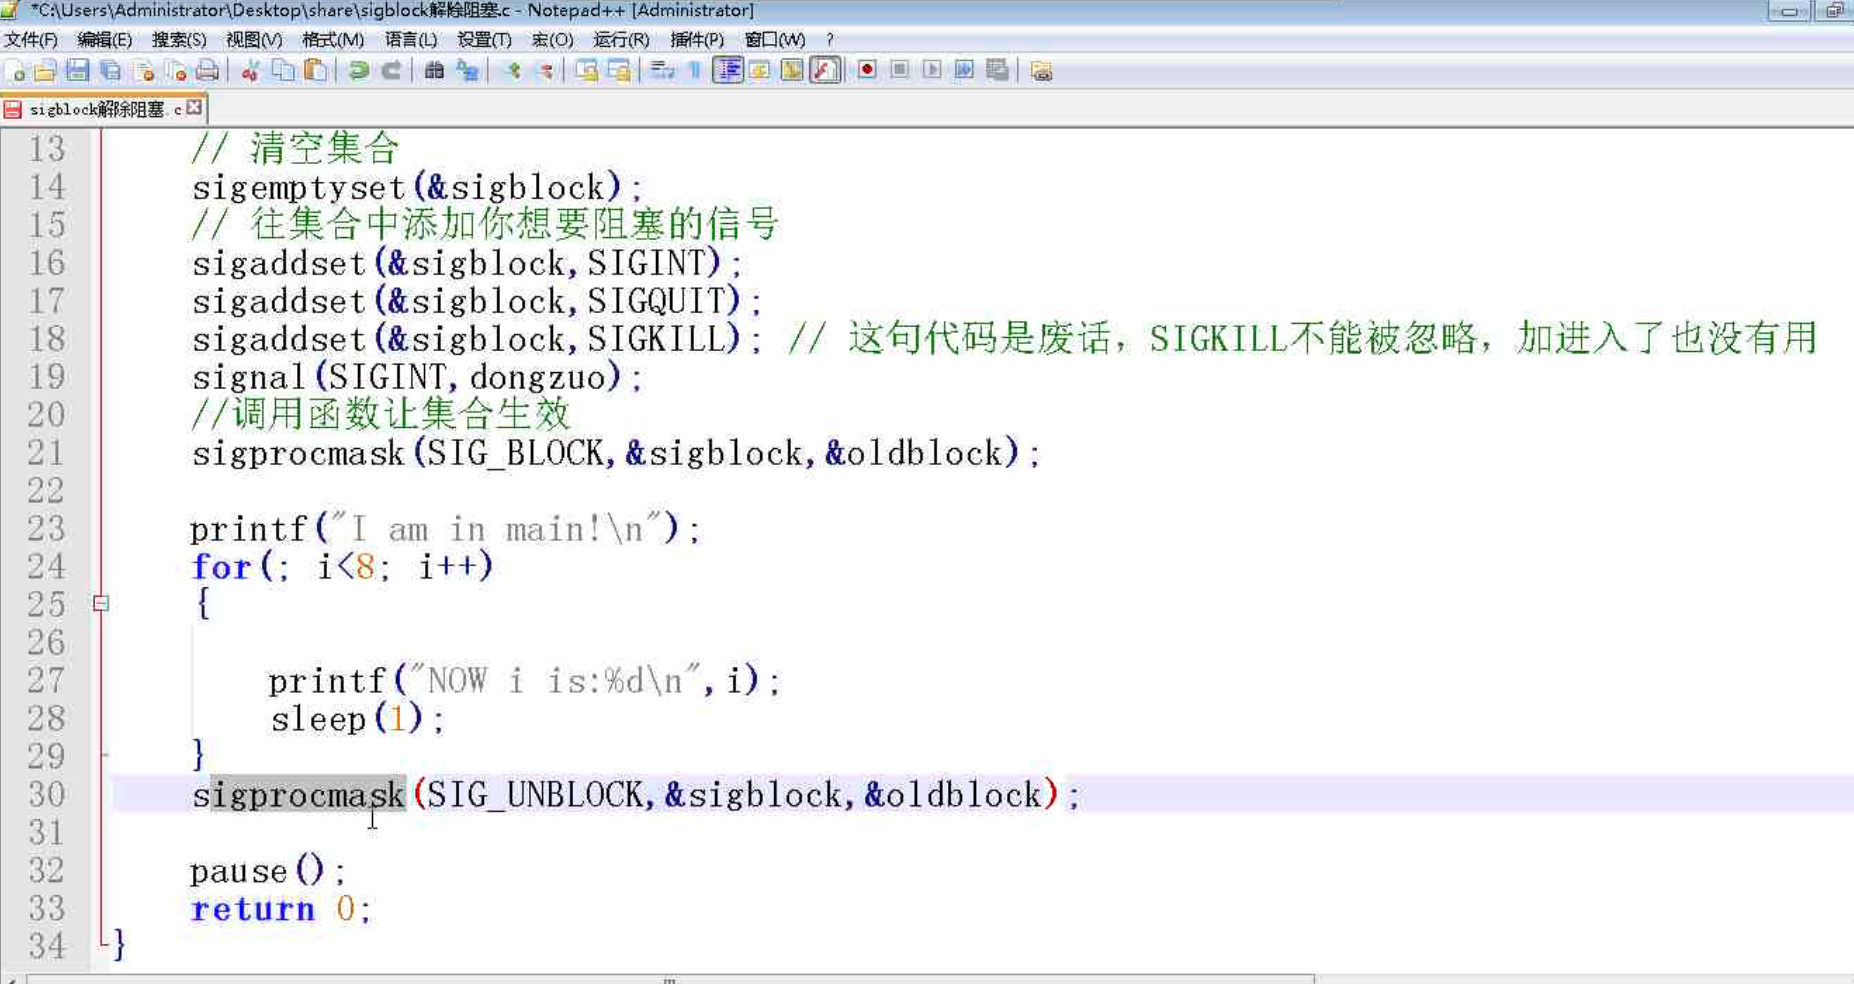 *C:\Users\Administrator\Desktop\share\sigblock解除阻塞.c - Notepad++ [Administrator]
文件(F) 编辑(E) 搜索(S) 视图(V) 格式(M) 语言(L) 设置(T) 宏(O) 运行(R) 插件(P) 窗口(W) ?
sigblock解除阻塞.c
13 // 清空集合
14 sigemptyset(&sigblock);
15 // 往集合中添加你想要阻塞的信号
16 sigaddset(&sigblock,SIGINT);
17 sigaddset(&sigblock,SIGQUIT);
18 sigaddset(&sigblock,SIGKILL); // 这句代码是废话，SIGKILL不能被忽略，加进入了也没有用
19 signal(SIGINT,dongzuo);
20 //调用函数让集合生效
21 sigprocmask(SIG_BLOCK,&sigblock,&oldblock);
22
23 printf("I am in main!\n");
24 for(; i<8; i++)
25 {
26
27 printf("NOW i is:%d\n",i);
28 sleep(1);
29 }
30 sigprocmask(SIG_UNBLOCK,&sigblock,&oldblock);
31
32 pause();
33 return 0;
34 }